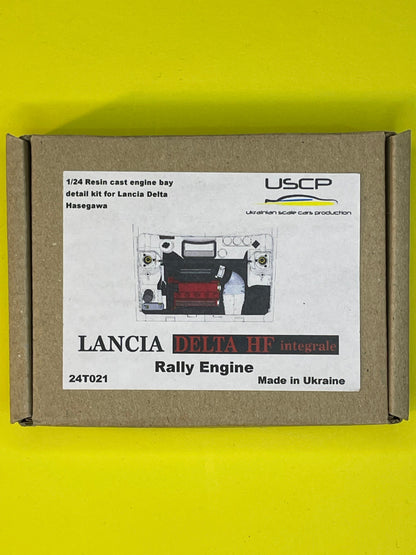 1/24 Resin cast engine bay
detail kit for Lancia Delta
Hasegawa
USCP
ukrainian scale cars production
LANCIA DELTA HF integrale
Rally Engine
24T021
Made in Ukraine